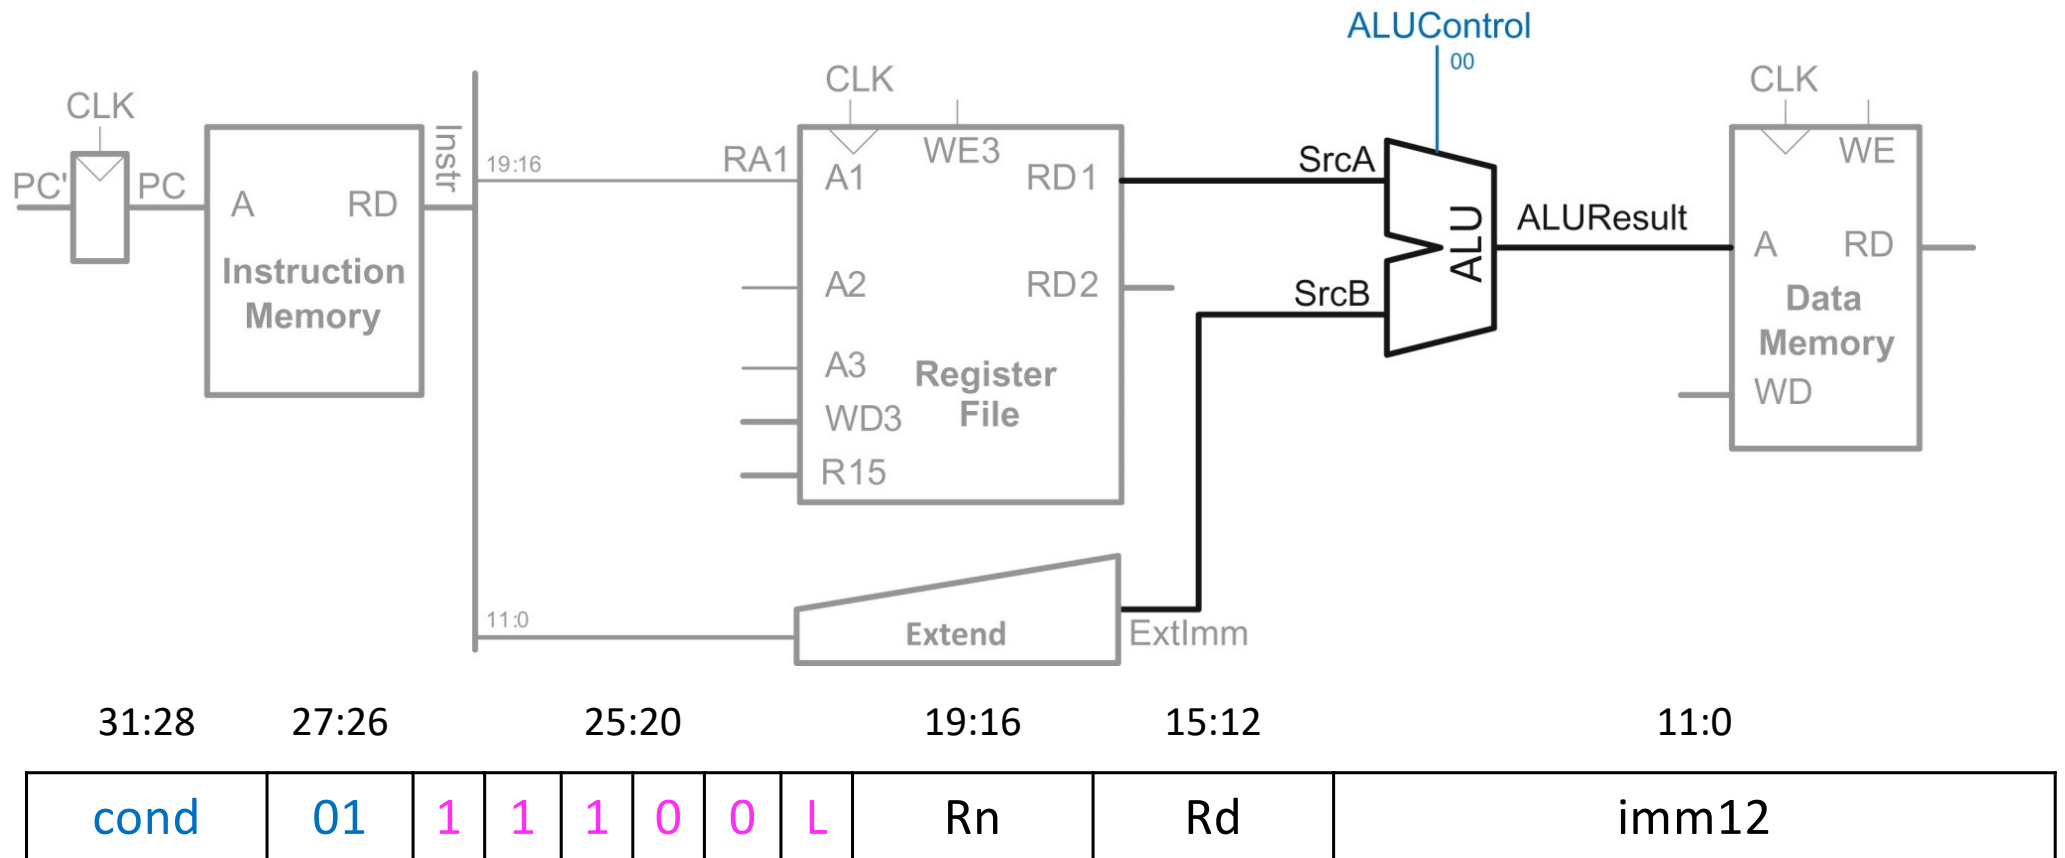 ALUControl
00
CLK
CLK
CLK
PC'
PC
A
RD
Instruction
Memory
Instr
19:16
RA1
A1
WE3
RD1
A2
RD2
A3
WD3
R15
Register
File
SrcA
SrcB
ALU
ALUResult
WE
A
RD
Data
Memory
WD
11:0
Extend
ExtImm
31:28 27:26 25:20 19:16 15:12 11:0
cond 01 1 1 1 0 0 L Rn Rd imm12